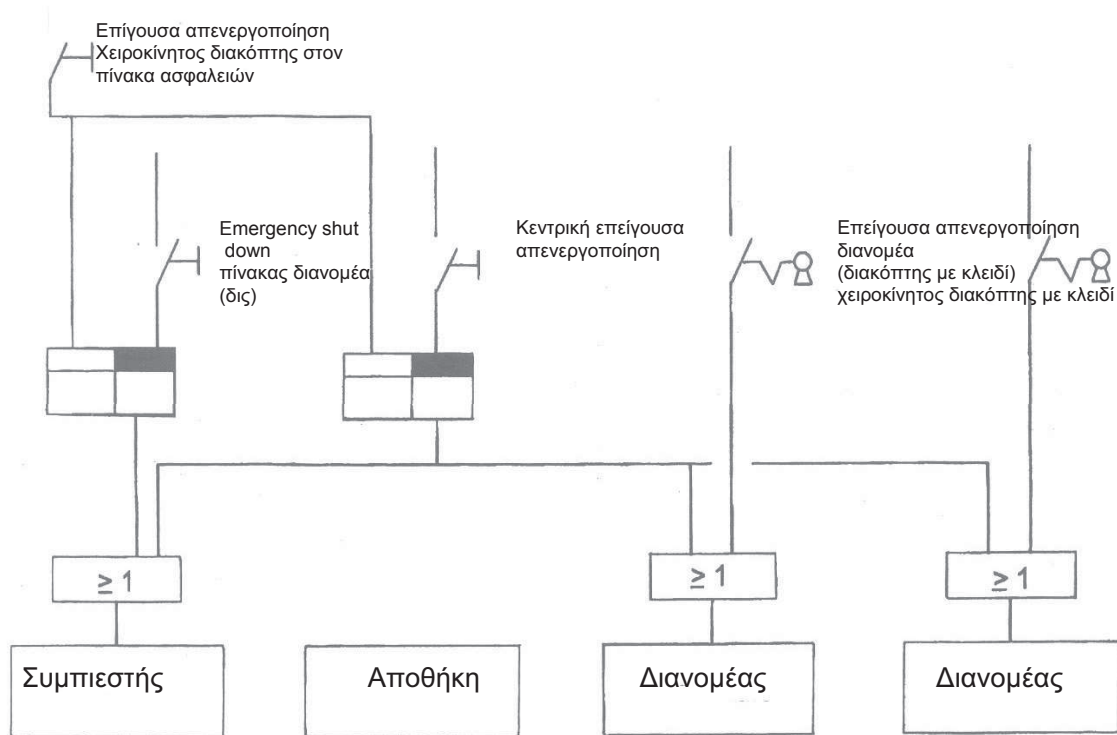 Επίγουσα απενεργοποίηση
Χειροκίνητος διακόπτης στον
πίνακα ασφαλειών
Emergency shut
down
πίνακας διανομέα
(δις)
Κεντρική επείγουσα
απενεργοποίηση
Επείγουσα απενεργοποίηση
διανομέα
(διακόπτης με κλειδί)
χειροκίνητος διακόπτης με κλειδί
≥ 1
≥ 1
≥ 1
Συμπιεστής
Αποθήκη
Διανομέας
Διανομέας